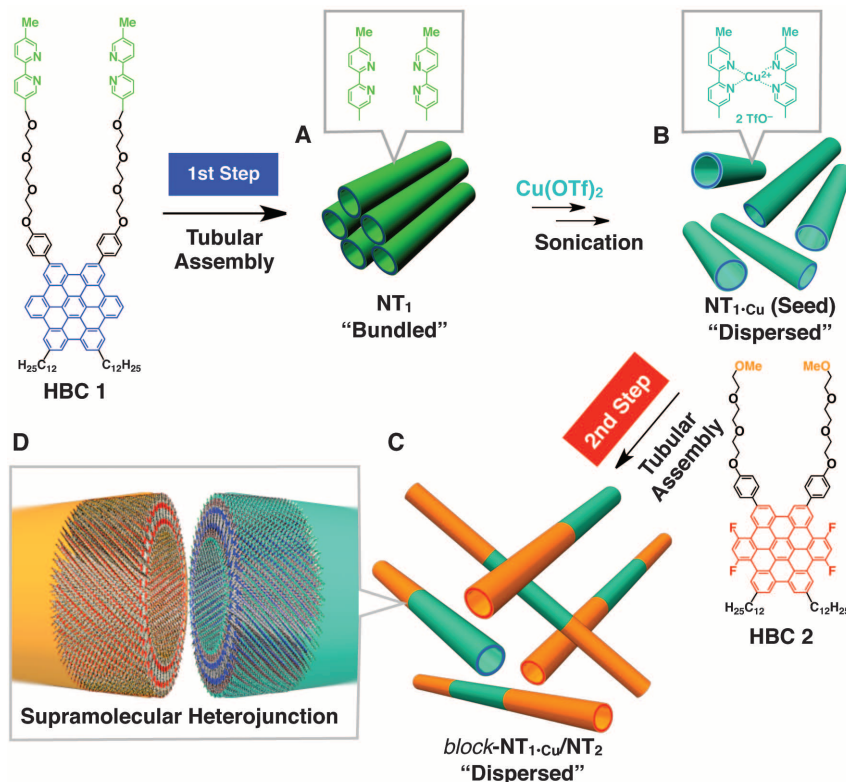 Me Me
N N
N N
O O
O O
O O
O O
O O
H25C12 C12H25
HBC 1
1st Step
Tubular
Assembly
A
Me Me
N N
N N
NT1
“Bundled”
Cu(OTf)2
Sonication
B
Me Me
N N
Cu2+
N N
2 TfO–
NT1·Cu (Seed)
“Dispersed”
2nd Step
Tubular
Assembly
OMe MeO
O O
O O
O O
F F
F F
H25C12 C12H25
HBC 2
C
block-NT1·Cu/NT2
“Dispersed”
D
Supramolecular Heterojunction